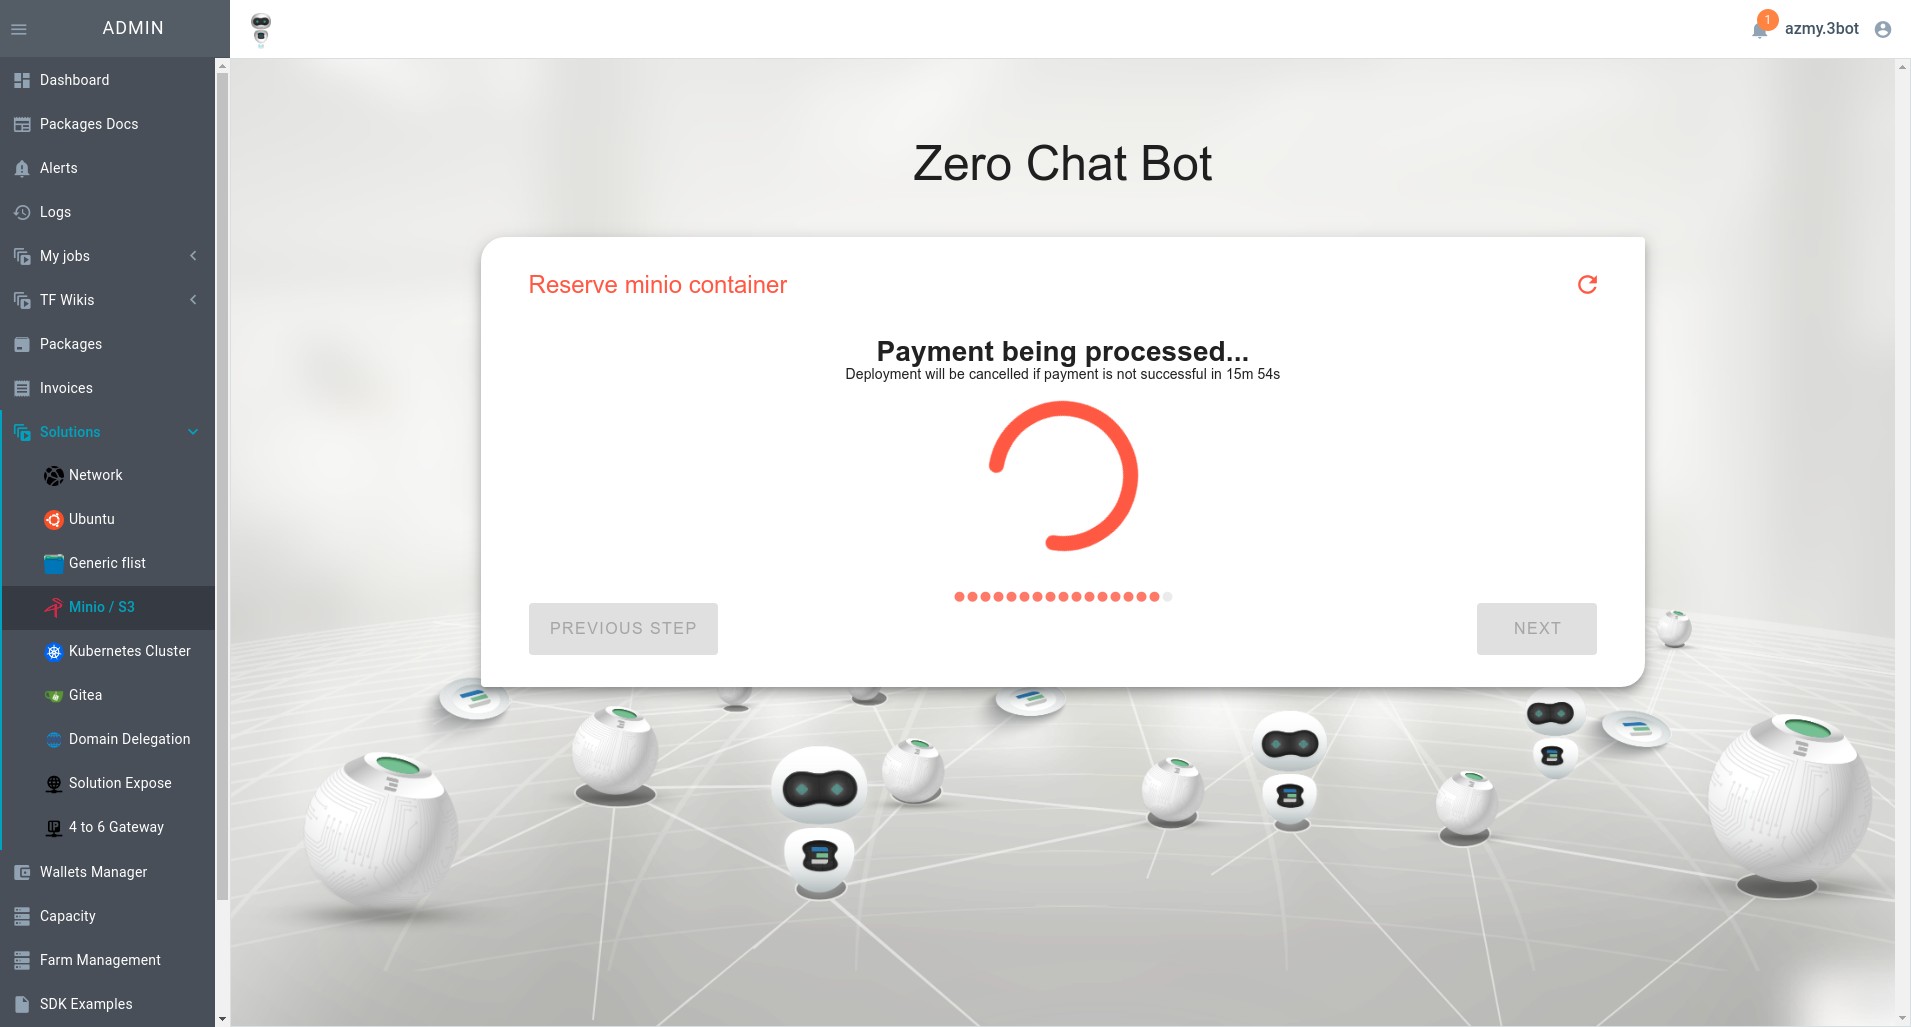 ADMIN
1
azmy.3bot
Dashboard
Packages Docs
Alerts
Logs
My jobs
TF Wikis
Packages
Invoices
Solutions
Network
Ubuntu
Generic flist
Minio / S3
Kubernetes Cluster
Gitea
Domain Delegation
Solution Expose
4 to 6 Gateway
Wallets Manager
Capacity
Farm Management
SDK Examples
Zero Chat Bot
Reserve minio container
Payment being processed...
Deployment will be cancelled if payment is not successful in 15m 54s
PREVIOUS STEP
NEXT